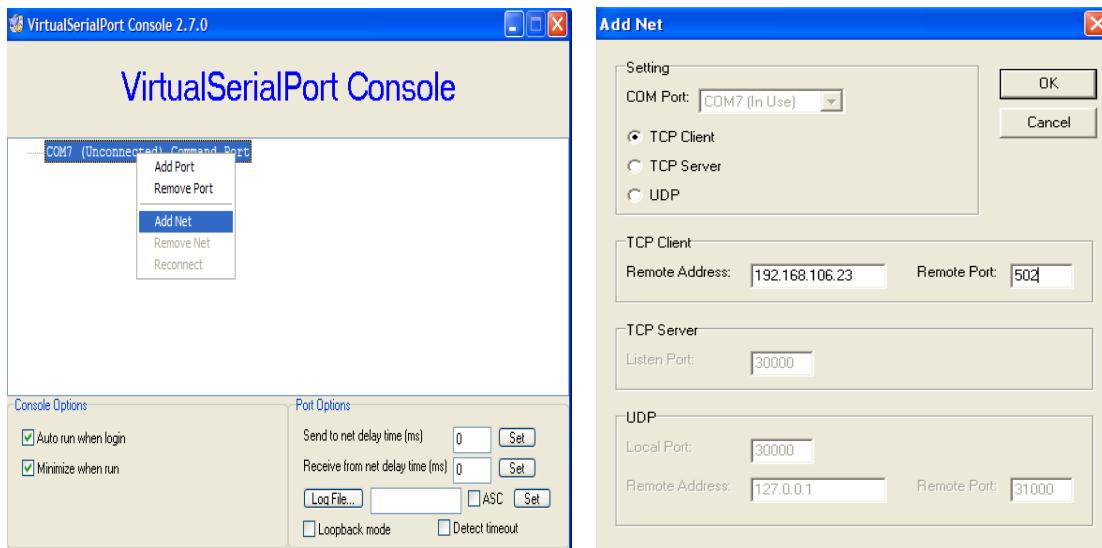 VirtualSerialPort Console 2.7.0
VirtualSerialPort Console
COM7 (Unconnected) Command Port
Add Port
Remove Port
Add Net
Remove Net
Reconnect
Console Options
Auto run when login
Minimize when run
Port Options
Send to net delay time (ms) 0 Set
Receive from net delay time (ms) 0 Set
Log File... ASC Set
Loopback mode Detect timeout
Add Net
Setting
COM Port: COM7 (In Use)
TCP Client
TCP Server
UDP
OK
Cancel
TCP Client
Remote Address: 192.168.106.23 Remote Port: 502
TCP Server
Listen Port: 30000
UDP
Local Port: 30000
Remote Address: 127.0.0.1 Remote Port: 31000